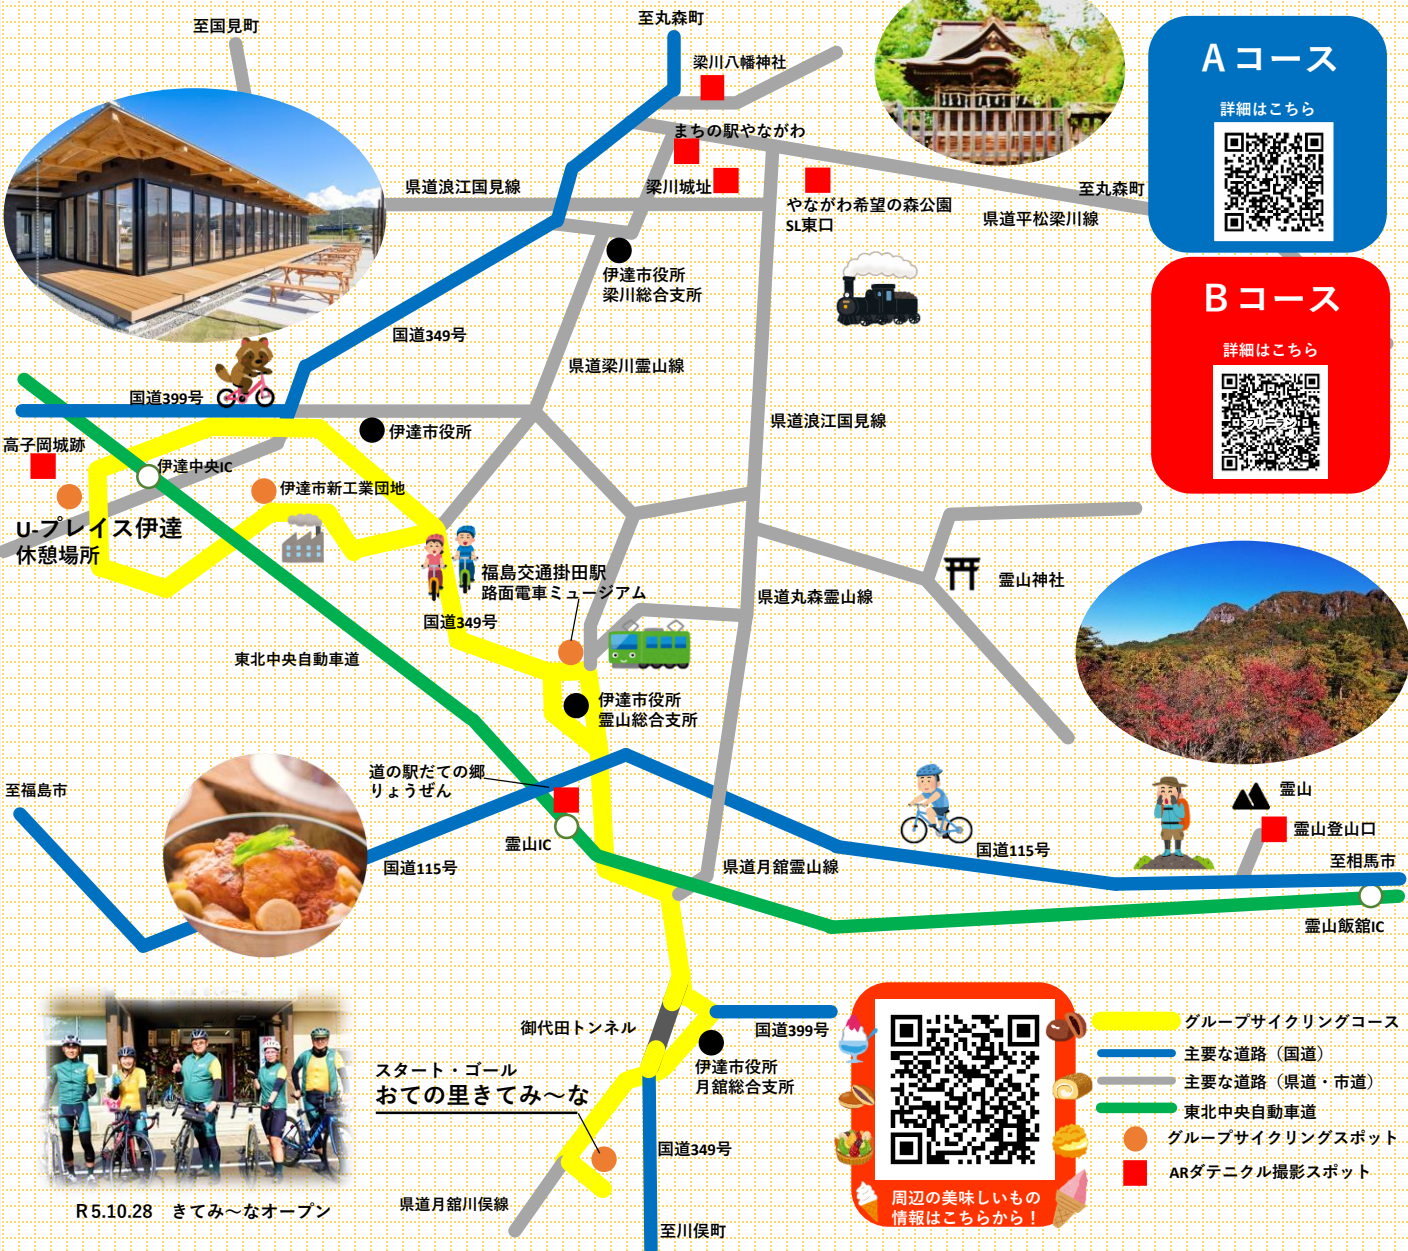 至国見町
至丸森町
梁川八幡神社
まちの駅やながわ
県道浪江国見線
梁川城址
やながわ希望の森公園
SL東口
至丸森町
県道平松梁川線
Aコース
詳細はこちら
伊達市役所
梁川総合支所
Bコース
詳細はこちら
フリーラン
国道349号
県道梁川霊山線
国道399号
伊達市役所
県道浪江国見線
高子岡城跡
伊達中央IC
伊達市新工業団地
U-プレイス伊達
休憩場所
福島交通掛田駅
路面電車ミュージアム
霊山神社
県道丸森霊山線
国道349号
東北中央自動車道
伊達市役所
霊山総合支所
道の駅だての郷
りょうぜん
至福島市
霊山
霊山登山口
霊山IC
国道115号
国道115号
至相馬市
県道月舘霊山線
霊山飯舘IC
御代田トンネル
国道399号
伊達市役所
月舘総合支所
スタート・ゴール
おての里きてみ～な
国道349号
県道月舘川俣線
至川俣町
R5.10.28　きてみ～なオープン
周辺の美味しいもの
情報はこちらから！
グループサイクリングコース
主要な道路（国道）
主要な道路（県道・市道）
東北中央自動車道
グループサイクリングスポット
ARダテニクル撮影スポット